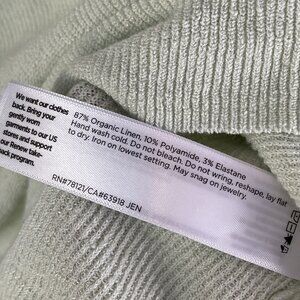 We want our clothes
back. Bring your
gently worn
garments to our US
stores and support
our Renew take-
back program.
87% Organic Linen, 10% Polyamide, 3% Elastane
Hand wash cold. Do not bleach. Do not wring, reshape, lay flat
to dry. Iron on lowest setting. May snag on jewelry.
RN#78121/CA#63918 JEN